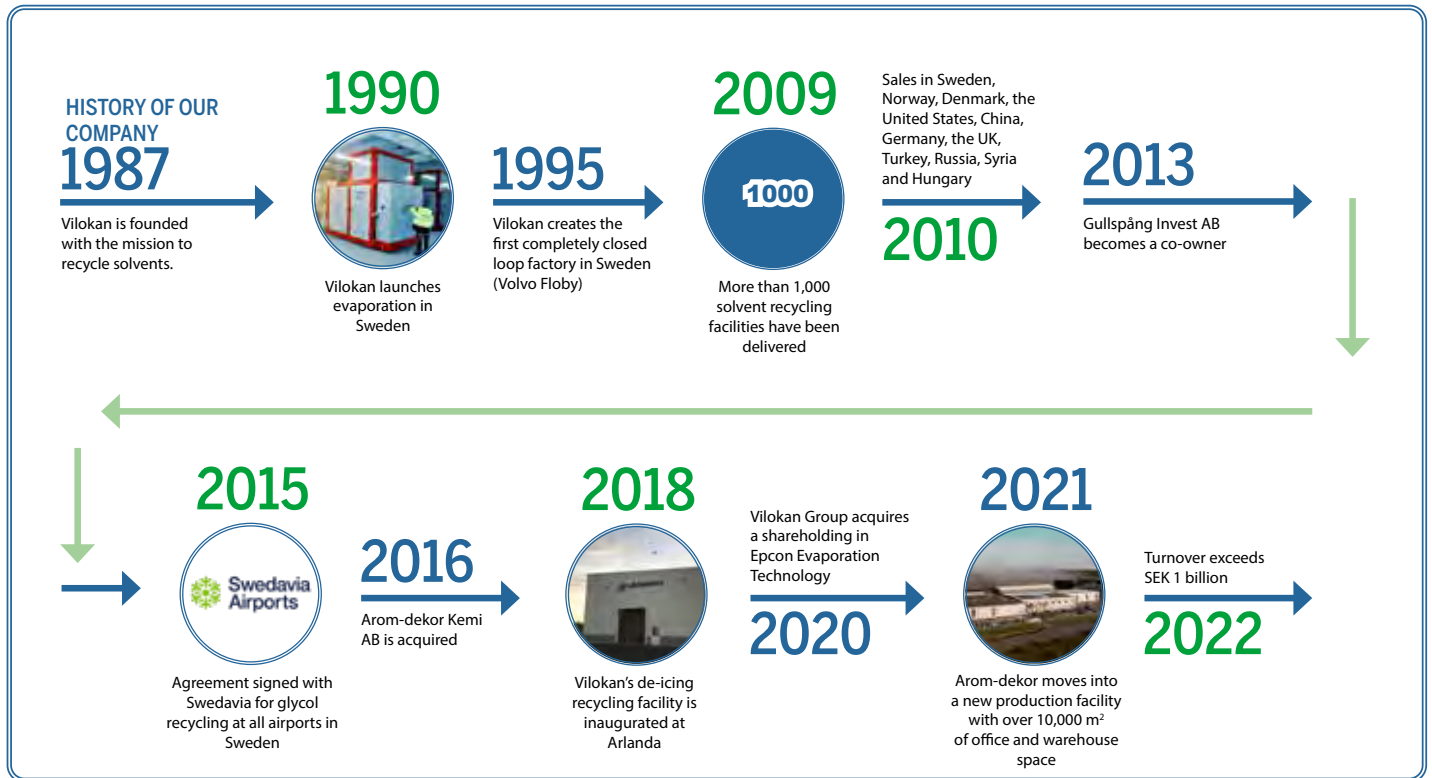 HISTORY OF OUR
COMPANY
1987
Vilokan is founded
with the mission to
recycle solvents.
1990
Vilokan launches
evaporation in
Sweden
1995
Vilokan creates the
first completely closed
loop factory in Sweden
(Volvo Floby)
2009
1000
More than 1,000
solvent recycling
facilities have been
delivered
Sales in Sweden,
Norway, Denmark, the
United States, China,
Germany, the UK,
Turkey, Russia, Syria
and Hungary
2010
2013
Gullspång Invest AB
becomes a co-owner
2015
Swedavia
Airports
Agreement signed with
Swedavia for glycol
recycling at all airports in
Sweden
2016
Arom-dekor Kemi
AB is acquired
2018
Vilokan’s de-icing
recycling facility is
inaugurated at
Arlanda
Vilokan Group acquires
a shareholding in
Epcon Evaporation
Technology
2020
2021
Arom-dekor moves into
a new production facility
with over 10,000 m²
of office and warehouse
space
Turnover exceeds
SEK 1 billion
2022